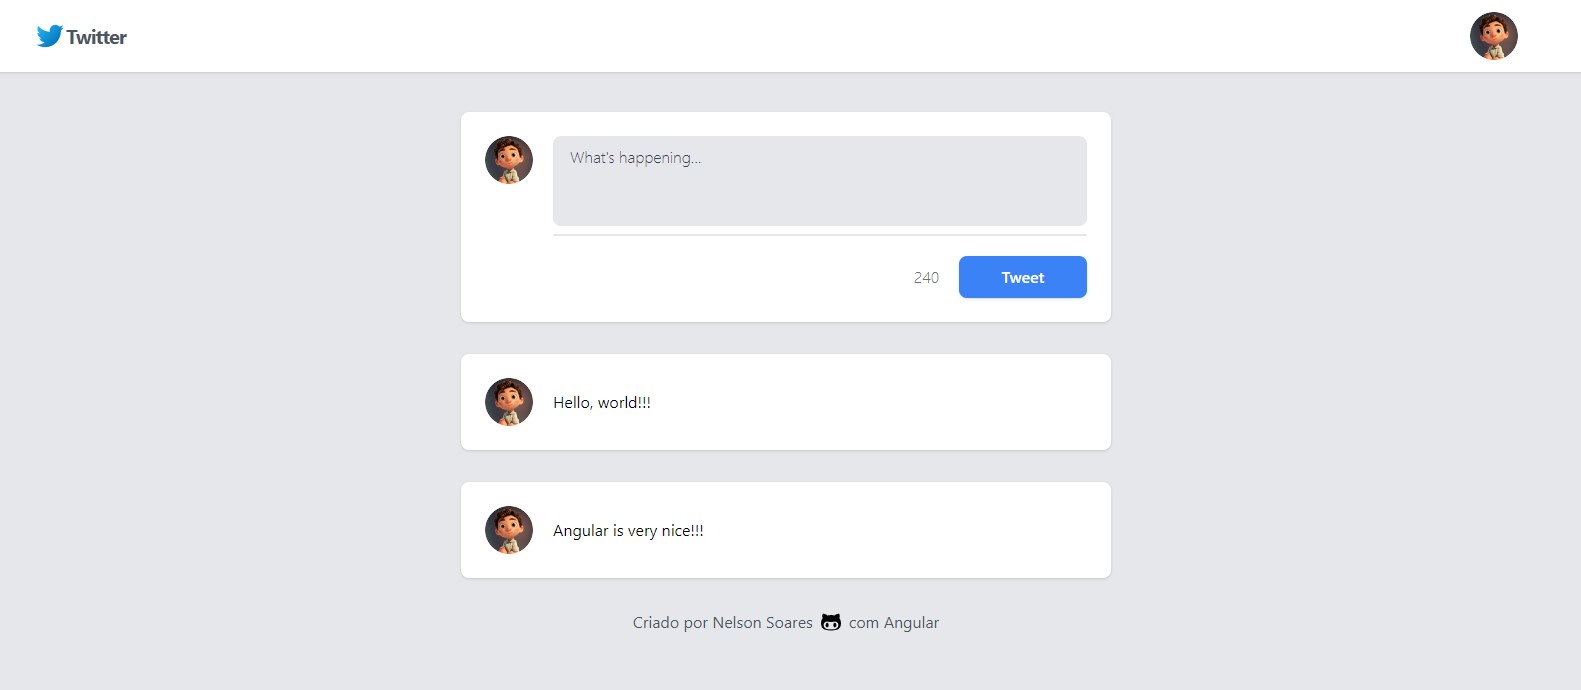 Twitter
What's happening...
240
Tweet
Hello, world!!!
Angular is very nice!!!
Criado por Nelson Soares com Angular